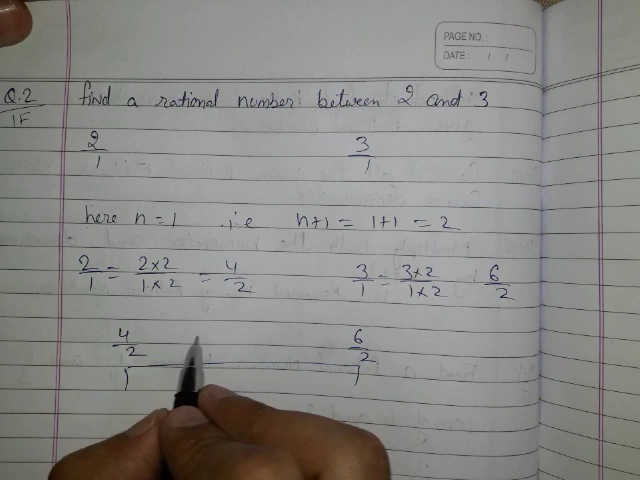 PAGE NO.:
DATE: / /
Q.2 find a rational number between 2 and 3
1F
2/1 3/1
here n=1 .i.e n+1 = 1+1 = 2
2/1 = 2×2/1×2 = 4/2 3/1 = 3×2/1×2 6/2
4/2 6/2